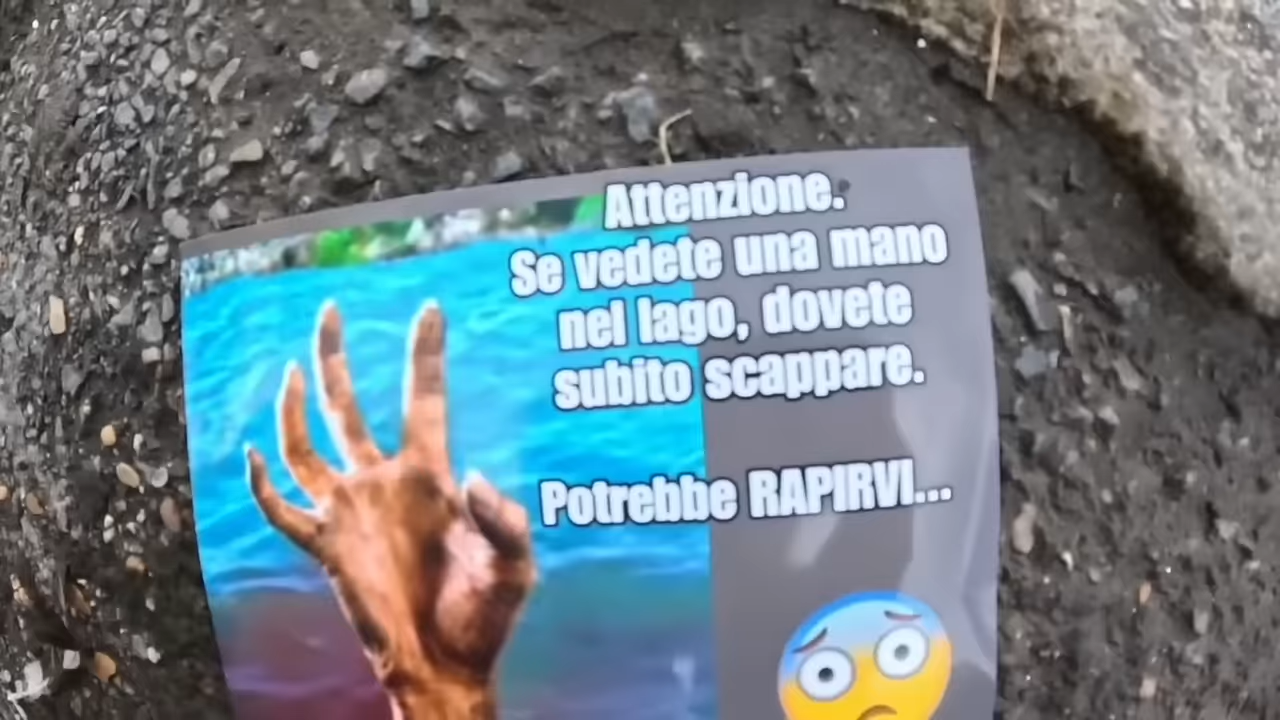 Attenzione.
Se vedete una mano
nel lago, dovete
subito scappare.
Potrebbe RAPIRVI...